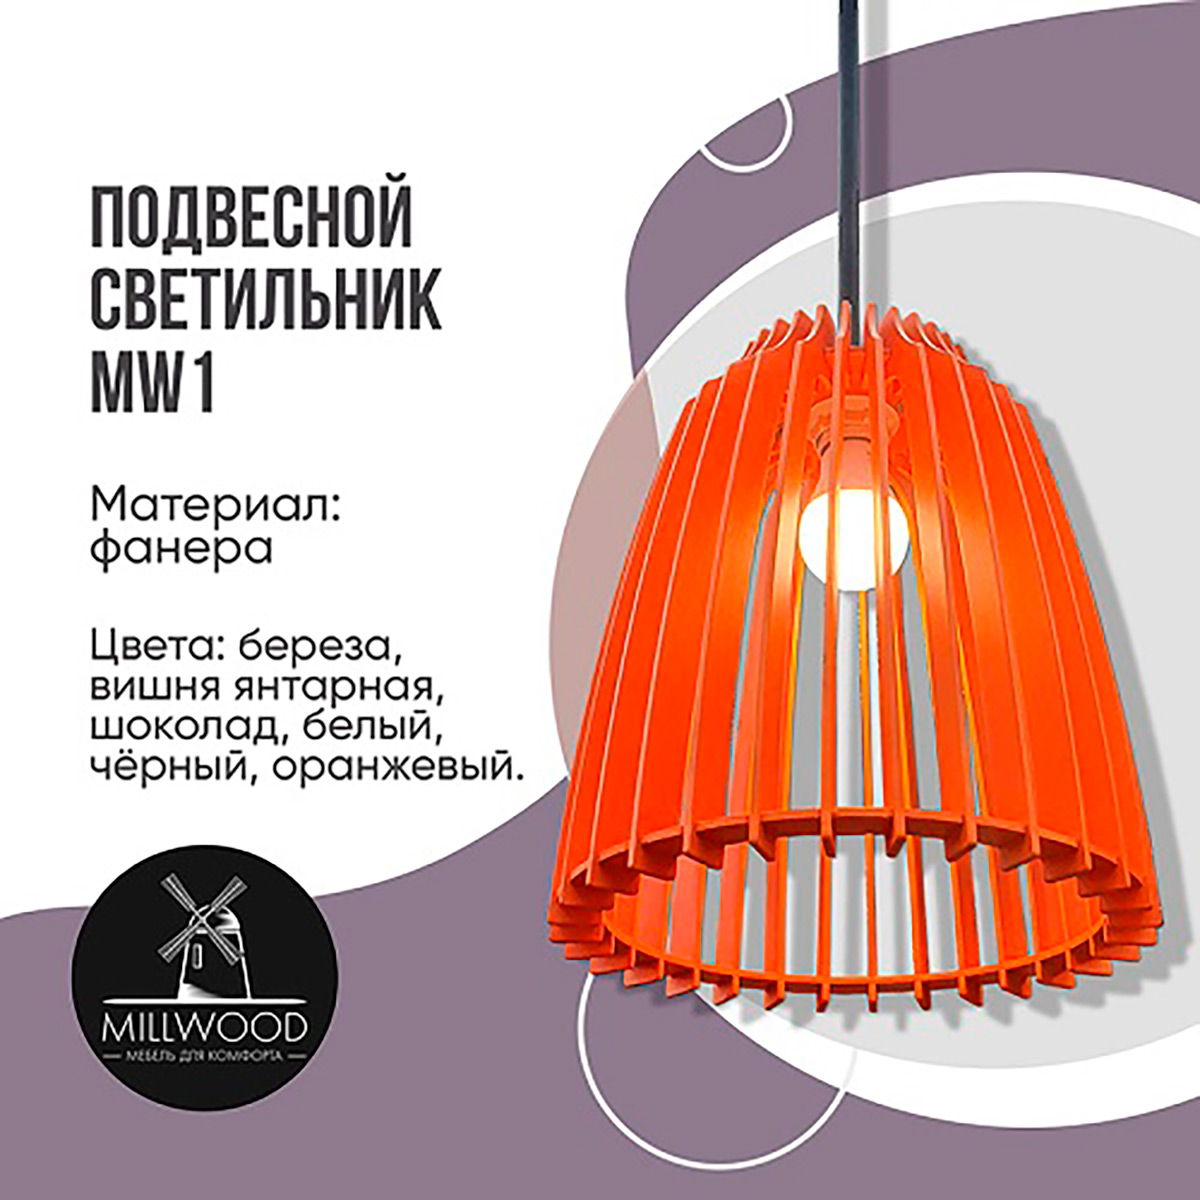 ПОДВЕСНОЙ
СВЕТИЛЬНИК
MW1
Материал:
фанера
Цвета: береза,
вишня янтарная,
шоколад, белый,
чёрный, оранжевый.
MILLWOOD
МЕБЕЛЬ ДЛЯ КОМФОРТА